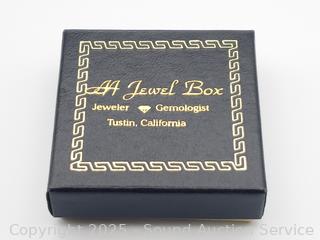 AA Jewel Box
Jeweler Gemologist
Tustin, California
Copyright 2025 - Sound Auction Service